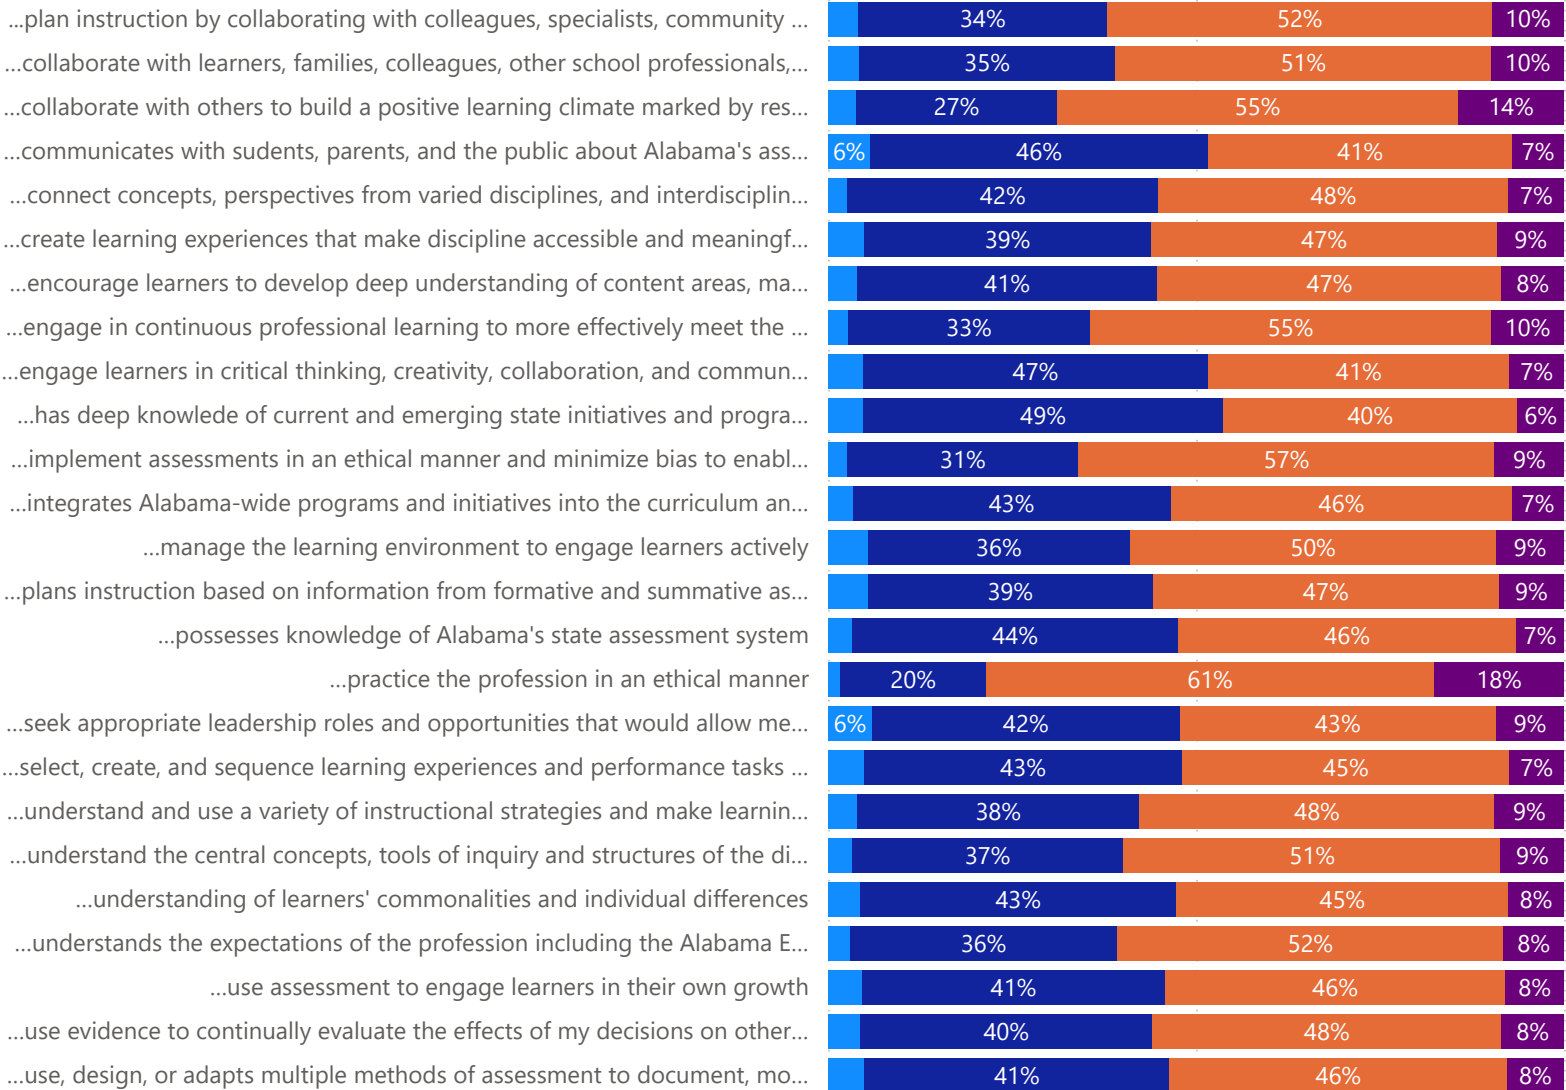 ...plan instruction by collaborating with colleagues, specialists, community ... 34% 52% 10%
...collaborate with learners, families, colleagues, other school professionals,... 35% 51% 10%
...collaborate with others to build a positive learning climate marked by res... 27% 55% 14%
...communicates with sudents, parents, and the public about Alabama's ass... 6% 46% 41% 7%
...connect concepts, perspectives from varied disciplines, and interdisciplin... 42% 48% 7%
...create learning experiences that make discipline accessible and meaningf... 39% 47% 9%
...encourage learners to develop deep understanding of content areas, ma... 41% 47% 8%
...engage in continuous professional learning to more effectively meet the ... 33% 55% 10%
...engage learners in critical thinking, creativity, collaboration, and commun... 47% 41% 7%
...has deep knowlede of current and emerging state initiatives and progra... 49% 40% 6%
...implement assessments in an ethical manner and minimize bias to enabl... 31% 57% 9%
...integrates Alabama-wide programs and initiatives into the curriculum an... 43% 46% 7%
...manage the learning environment to engage learners actively 36% 50% 9%
...plans instruction based on information from formative and summative as... 39% 47% 9%
...possesses knowledge of Alabama's state assessment system 44% 46% 7%
...practice the profession in an ethical manner 20% 61% 18%
...seek appropriate leadership roles and opportunities that would allow me... 6% 42% 43% 9%
...select, create, and sequence learning experiences and performance tasks ... 43% 45% 7%
...understand and use a variety of instructional strategies and make learnin... 38% 48% 9%
...understand the central concepts, tools of inquiry and structures of the di... 37% 51% 9%
...understanding of learners' commonalities and individual differences 43% 45% 8%
...understands the expectations of the profession including the Alabama E... 36% 52% 8%
...use assessment to engage learners in their own growth 41% 46% 8%
...use evidence to continually evaluate the effects of my decisions on other... 40% 48% 8%
...use, design, or adapts multiple methods of assessment to document, mo... 41% 46% 8%